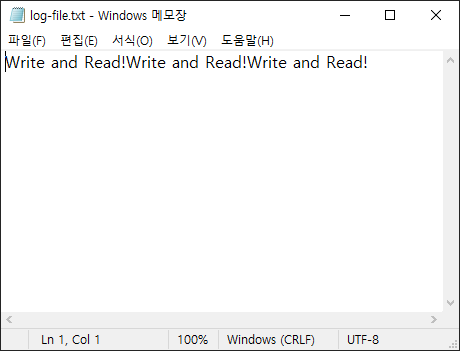 log-file.txt - Windows 메모장
파일(F) 편집(E) 서식(O) 보기(V) 도움말(H)
Write and Read!Write and Read!Write and Read!
Ln 1, Col 1 100% Windows (CRLF) UTF-8